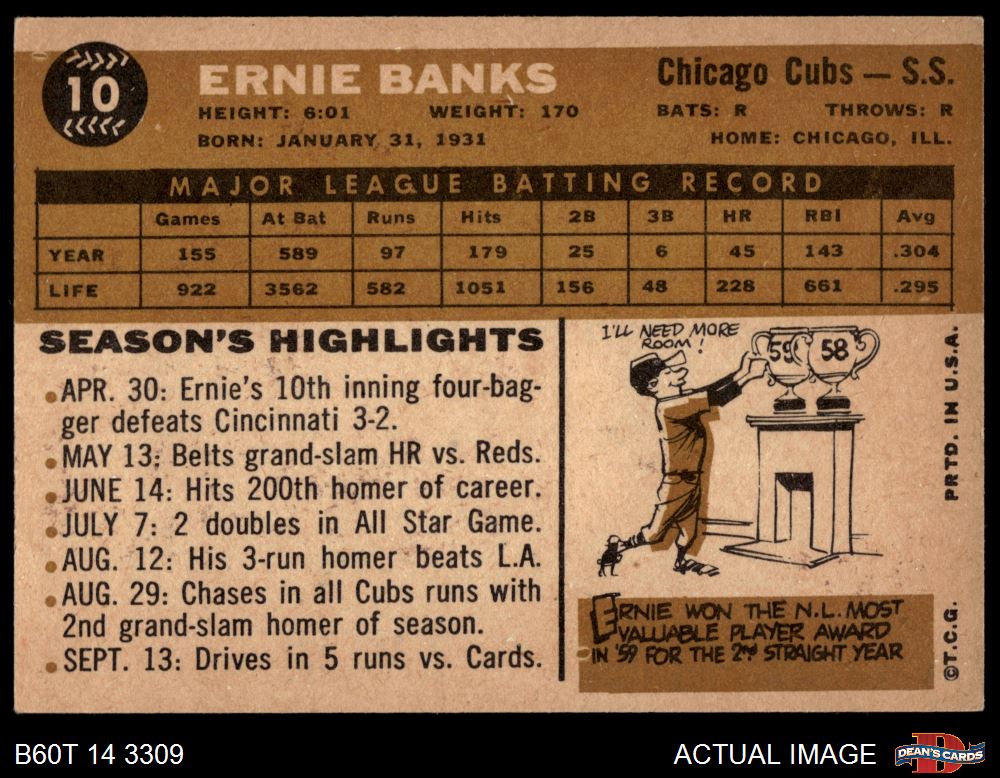 10
ERNIE BANKS
Chicago Cubs — S.S.
HEIGHT: 6:01 WEIGHT: 170 BATS: R THROWS: R
BORN: JANUARY 31, 1931 HOME: CHICAGO, ILL.
MAJOR LEAGUE BATTING RECORD
Games At Bat Runs Hits 2B 3B HR RBI Avg
YEAR 155 589 97 179 25 6 45 143 .304
LIFE 922 3562 582 1051 156 48 228 661 .295
SEASON'S HIGHLIGHTS
• APR. 30: Ernie's 10th inning four-bag-
ger defeats Cincinnati 3-2.
• MAY 13: Belts grand-slam HR vs. Reds.
• JUNE 14: Hits 200th homer of career.
• JULY 7: 2 doubles in All Star Game.
• AUG. 12: His 3-run homer beats L.A.
• AUG. 29: Chases in all Cubs runs with
2nd grand-slam homer of season.
• SEPT. 13: Drives in 5 runs vs. Cards.
I'LL NEED MORE
ROOM!
59 58
ERNIE WON THE N.L. MOST
VALUABLE PLAYER AWARD
IN '59 FOR THE 2ND STRAIGHT YEAR
PRTD. IN U.S.A.
©T.C.G.
B60T 14 3309
ACTUAL IMAGE
DEAN'S CARDS